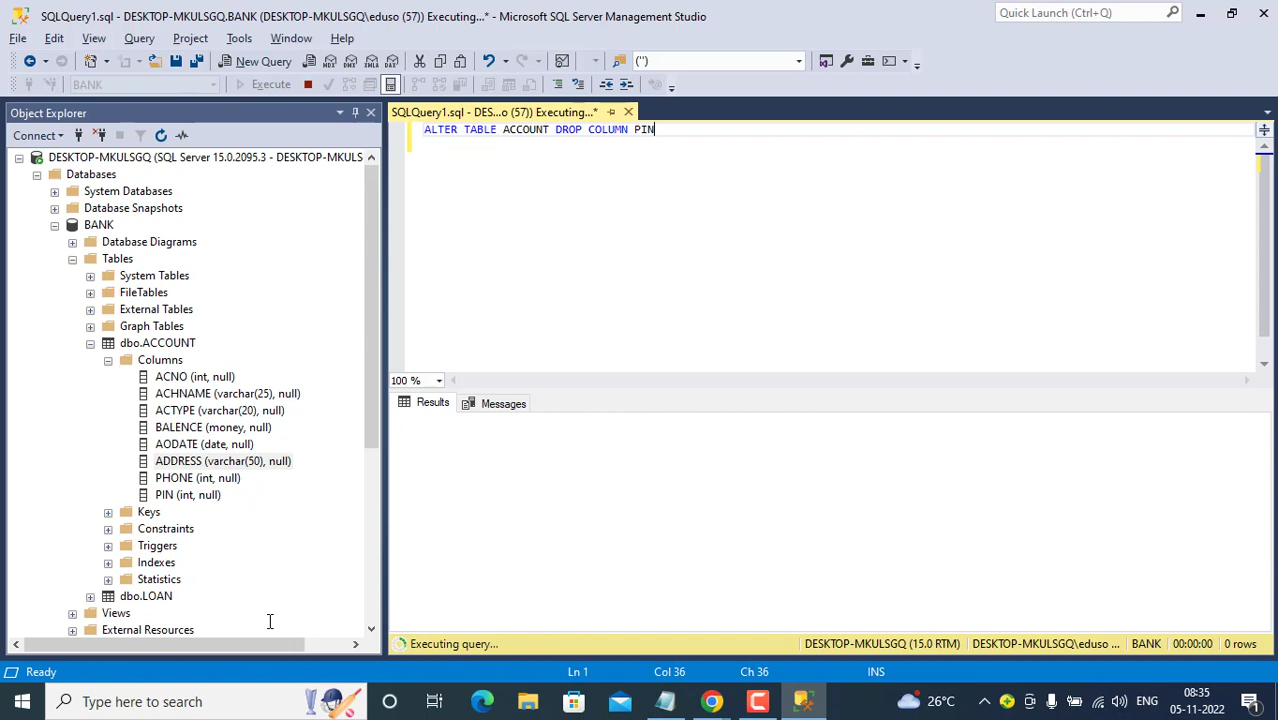 SQLQuery1.sql - DESKTOP-MKULSGQ.BANK (DESKTOP-MKULSGQ\eduso (57)) Executing...* - Microsoft SQL Server Management Studio
Quick Launch (Ctrl+Q)
File Edit View Query Project Tools Window Help
New Query
MDX DMX XMLA DAX
('')
BANK
Execute
Object Explorer
SQLQuery1.sql - DES...o (57)) Executing...*
Connect
ALTER TABLE ACCOUNT DROP COLUMN PIN
DESKTOP-MKULSGQ (SQL Server 15.0.2095.3 - DESKTOP-MKULS
Databases
System Databases
Database Snapshots
BANK
Database Diagrams
Tables
System Tables
FileTables
External Tables
Graph Tables
dbo.ACCOUNT
Columns
ACNO (int, null)
ACHNAME (varchar(25), null)
ACTYPE (varchar(20), null)
BALENCE (money, null)
AODATE (date, null)
ADDRESS (varchar(50), null)
PHONE (int, null)
PIN (int, null)
Keys
Constraints
Triggers
Indexes
Statistics
dbo.LOAN
Views
External Resources
100 %
Results Messages
Executing query...
DESKTOP-MKULSGQ (15.0 RTM)
DESKTOP-MKULSGQ\eduso ...
BANK
00:00:00
0 rows
Ready
Ln 1
Col 36
Ch 36
INS
Type here to search
26°C
ENG
08:35
05-11-2022
1